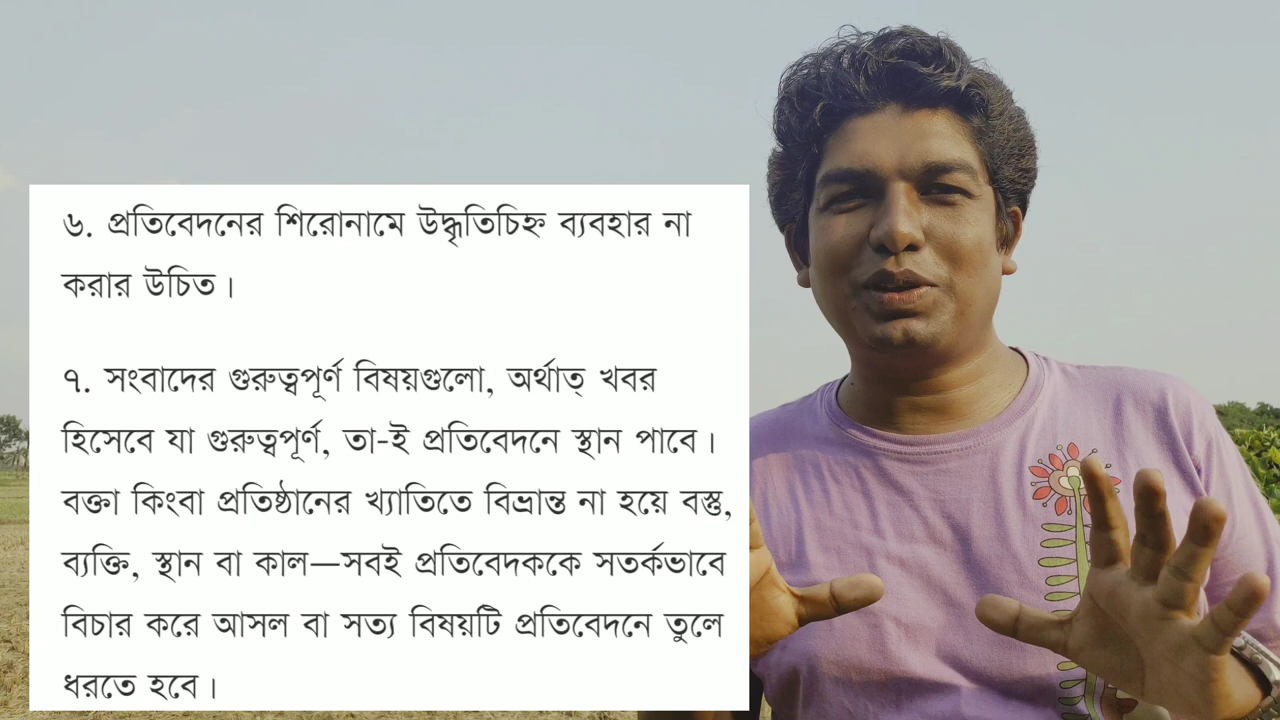 ৬. প্রতিবেদনের শিরোনামে উদ্ধৃতিচিহ্ন ব্যবহার না
করার উচিত।
৭. সংবাদের গুরুত্বপূর্ণ বিষয়গুলো, অর্থাত্ খবর
হিসেবে যা গুরুত্বপূর্ণ, তা-ই প্রতিবেদনে স্থান পাবে।
বক্তা কিংবা প্রতিষ্ঠানের খ্যাতিতে বিভ্রান্ত না হয়ে বস্তু,
ব্যক্তি, স্থান বা কাল—সবই প্রতিবেদককে সতর্কভাবে
বিচার করে আসল বা সত্য বিষয়টি প্রতিবেদনে তুলে
ধরতে হবে।